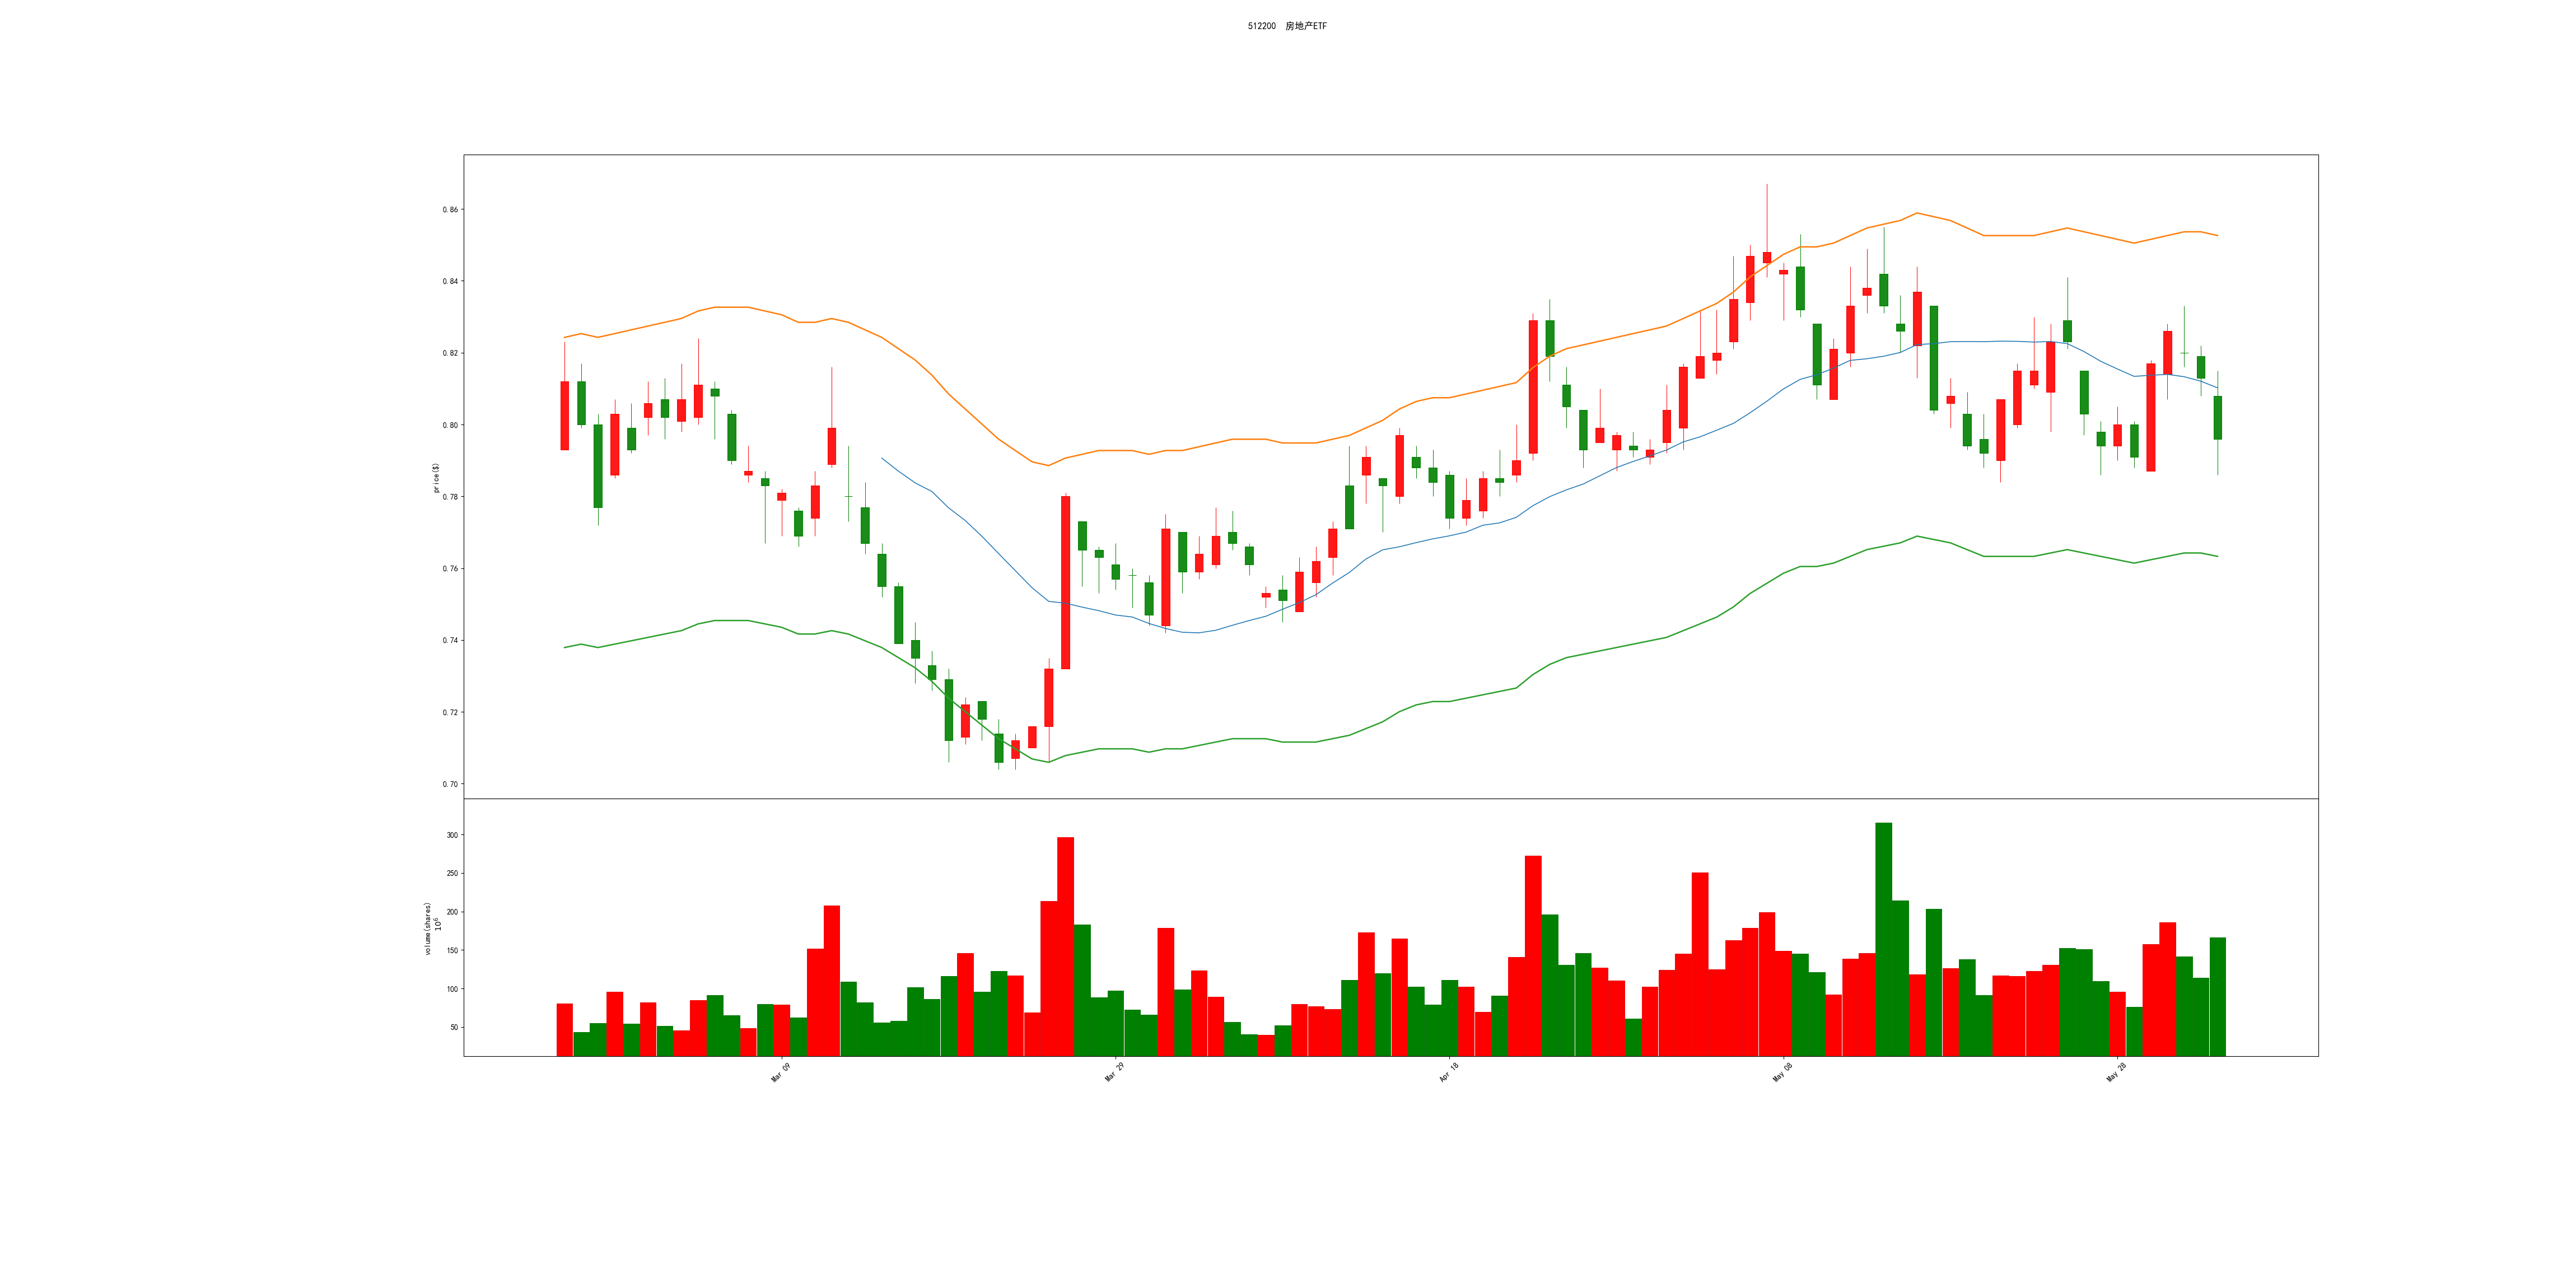 512200 房地产ETF
price($)
0.86
0.84
0.82
0.80
0.78
0.76
0.74
0.72
0.70
volume(shares)
10^6
300
250
200
150
100
50
Mar 09
Mar 29
Apr 18
May 08
May 28